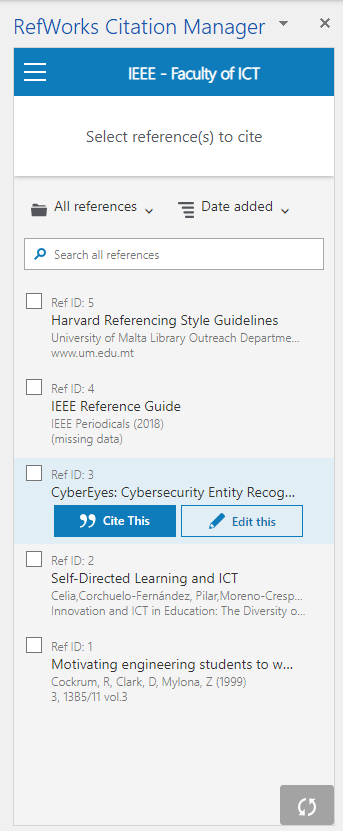 RefWorks Citation Manager
IEEE - Faculty of ICT
Select reference(s) to cite
All references
Date added
Search all references
Ref ID: 5
Harvard Referencing Style Guidelines
University of Malta Library Outreach Departme...
www.um.edu.mt
Ref ID: 4
IEEE Reference Guide
IEEE Periodicals (2018)
(missing data)
Ref ID: 3
CyberEyes: Cybersecurity Entity Recog...
Cite This
Edit this
Ref ID: 2
Self-Directed Learning and ICT
Celia,Corchuelo-Fernández, Pilar,Moreno-Cresp...
Innovation and ICT in Education: The Diversity o...
Ref ID: 1
Motivating engineering students to w...
Cockrum, R, Clark, D, Mylona, Z (1999)
3, 13B5/11 vol.3